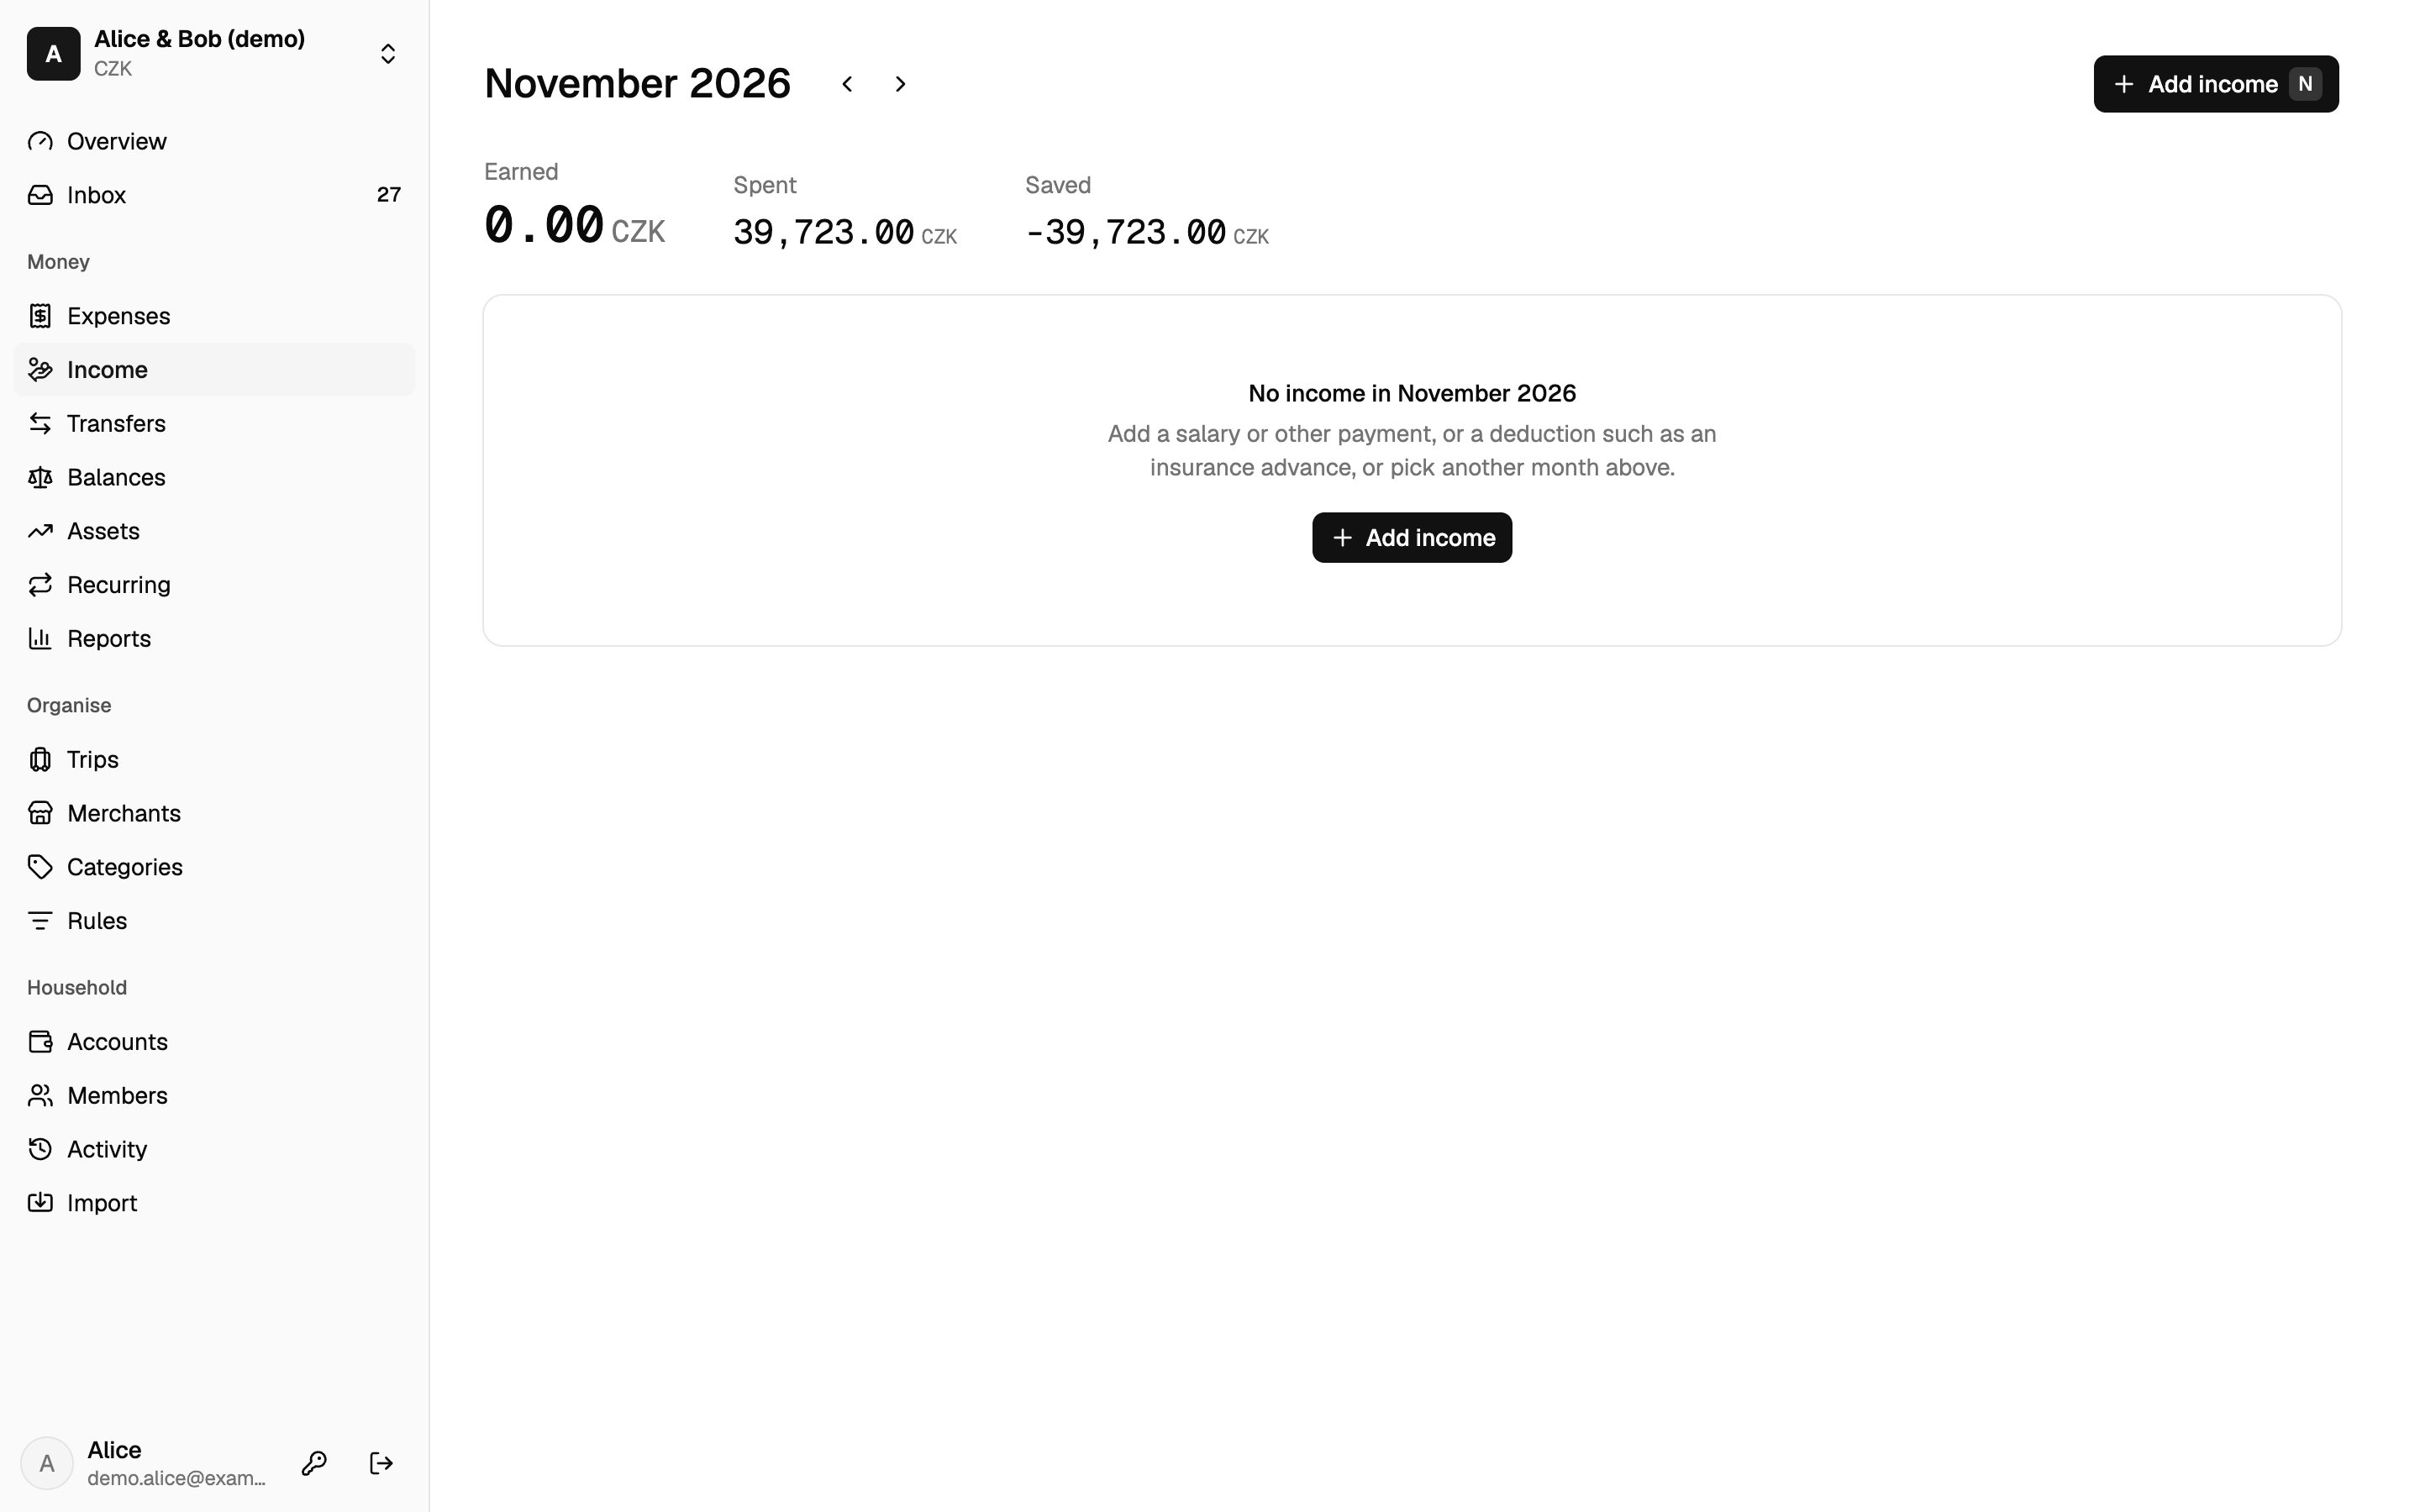 A
Alice & Bob (demo)
CZK
Overview
Inbox 27
Money
Expenses
Income
Transfers
Balances
Assets
Recurring
Reports
Organise
Trips
Merchants
Categories
Rules
Household
Accounts
Members
Activity
Import
A
Alice
demo.alice@exam...
November 2026
Add income N
Earned
0.00 CZK
Spent
39,723.00 CZK
Saved
-39,723.00 CZK
No income in November 2026
Add a salary or other payment, or a deduction such as an
insurance advance, or pick another month above.
Add income